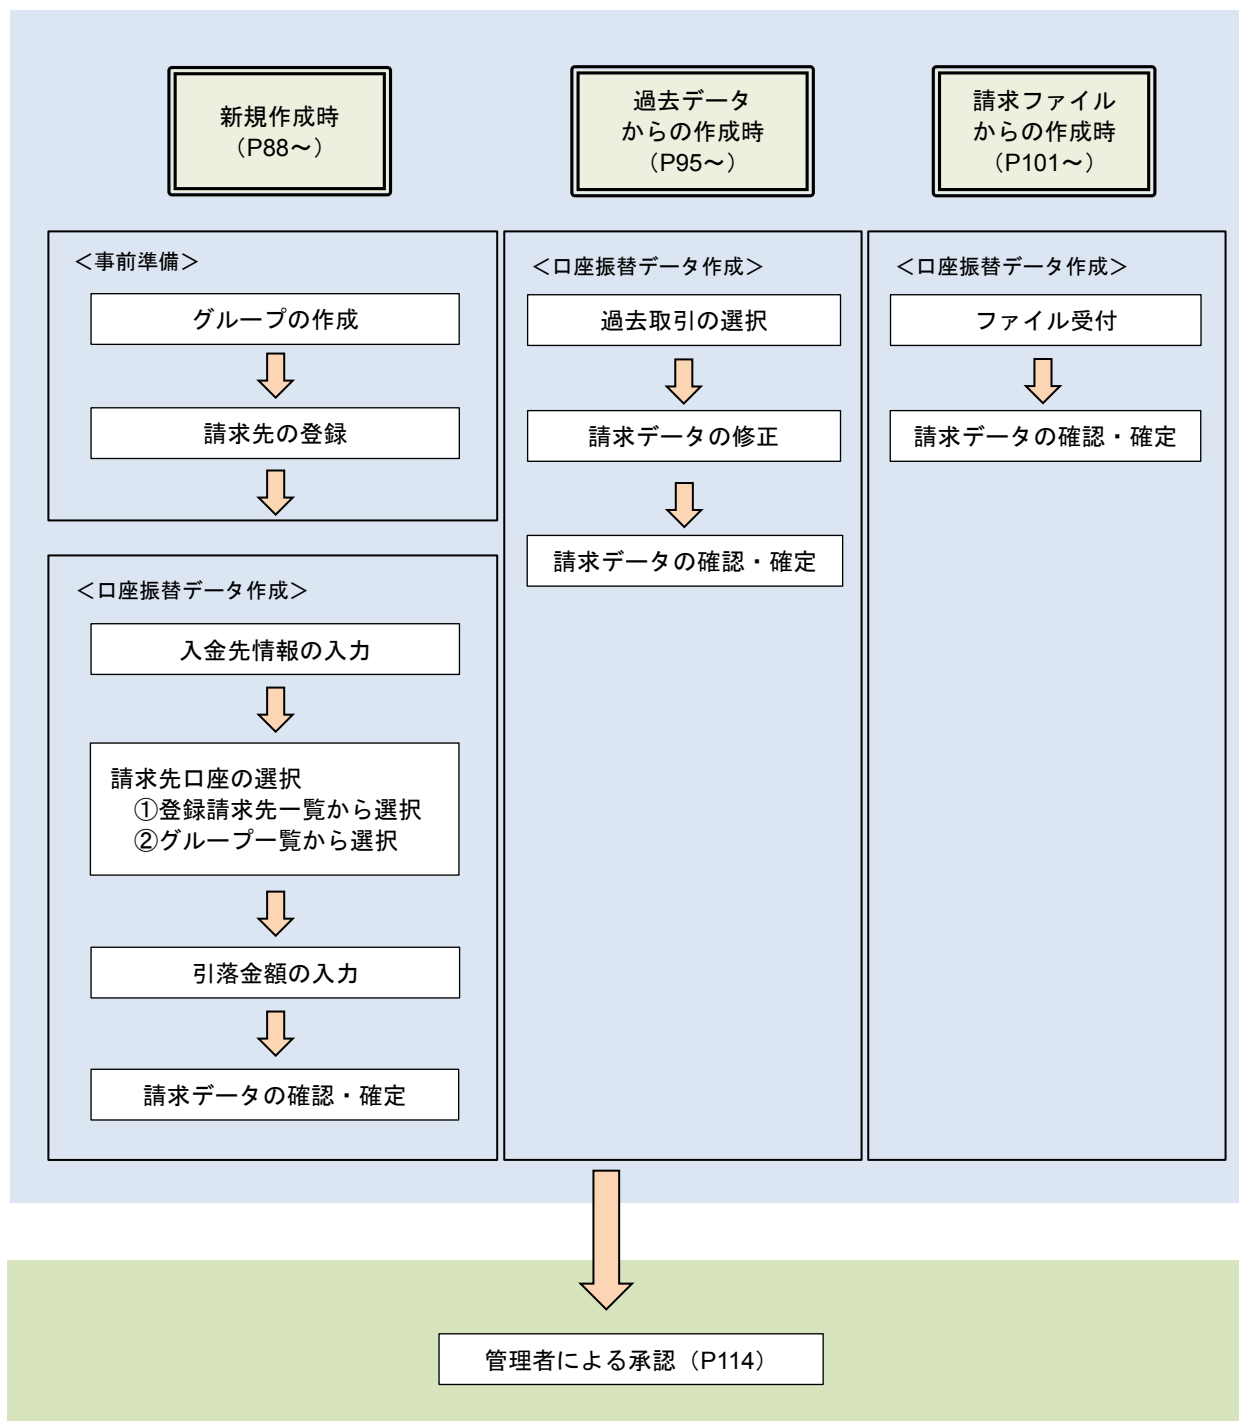 新規作成時
（P88～）
過去データ
からの作成時
（P95～）
請求ファイル
からの作成時
（P101～）
＜事前準備＞
グループの作成
請求先の登録
＜口座振替データ作成＞
入金先情報の入力
請求先口座の選択
①登録請求先一覧から選択
②グループ一覧から選択
引落金額の入力
請求データの確認・確定
＜口座振替データ作成＞
過去取引の選択
請求データの修正
請求データの確認・確定
＜口座振替データ作成＞
ファイル受付
請求データの確認・確定
管理者による承認（P114）